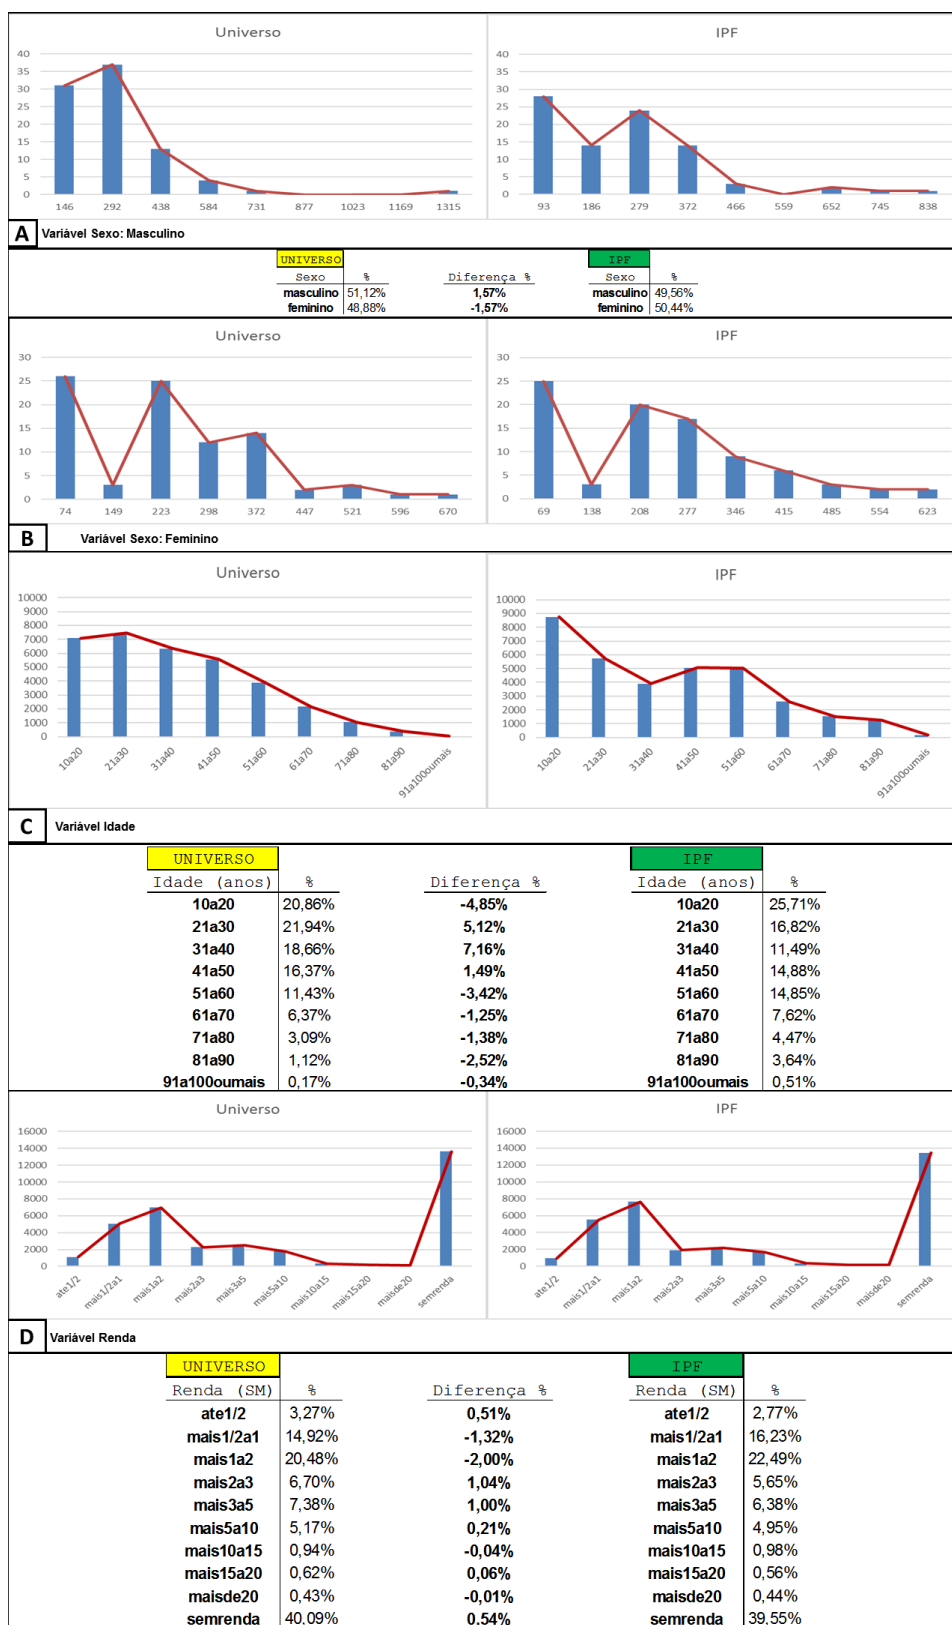 Universo IPF
40 40
35 35
30 30
25 25
20 20
15 15
10 10
5 5
0 0
146 292 438 584 731 877 1023 1169 1315 93 186 279 372 466 559 652 745 838
A Variável Sexo: Masculino
UNIVERSO IPF
Sexo % Diferença % Sexo %
masculino 51,12% 1,57% masculino 49,56%
feminino 48,88% -1,57% feminino 50,44%
Universo IPF
30 30
25 25
20 20
15 15
10 10
5 5
0 0
74 149 223 298 372 447 521 596 670 69 138 208 277 346 415 485 554 623
B Variável Sexo: Feminino
Universo IPF
10000 10000
9000 9000
8000 8000
7000 7000
6000 6000
5000 5000
4000 4000
3000 3000
2000 2000
1000 1000
0 0
10a20 21a30 31a40 41a50 51a60 61a70 71a80 81a90 91a100oumais 10a20 21a30 31a40 41a50 51a60 61a70 71a80 81a90 91a100oumais
C Variável Idade
UNIVERSO IPF
Idade (anos) % Diferença % Idade (anos) %
10a20 20,86% -4,85% 10a20 25,71%
21a30 21,94% 5,12% 21a30 16,82%
31a40 18,66% 7,16% 31a40 11,49%
41a50 16,37% 1,49% 41a50 14,88%
51a60 11,43% -3,42% 51a60 14,85%
61a70 6,37% -1,25% 61a70 7,62%
71a80 3,09% -1,38% 71a80 4,47%
81a90 1,12% -2,52% 81a90 3,64%
91a100oumais 0,17% -0,34% 91a100oumais 0,51%
Universo IPF
16000 16000
14000 14000
12000 12000
10000 10000
8000 8000
6000 6000
4000 4000
2000 2000
0 0
ate1/2 mais1/2a1 mais1a2 mais2a3 mais3a5 mais5a10 mais10a15 mais15a20 maisde20 semrenda ate1/2 mais1/2a1 mais1a2 mais2a3 mais3a5 mais5a10 mais10a15 mais15a20 maisde20 semrenda
D Variável Renda
UNIVERSO IPF
Renda (SM) % Diferença % Renda (SM) %
ate1/2 3,27% 0,51% ate1/2 2,77%
mais1/2a1 14,92% -1,32% mais1/2a1 16,23%
mais1a2 20,48% -2,00% mais1a2 22,49%
mais2a3 6,70% 1,04% mais2a3 5,65%
mais3a5 7,38% 1,00% mais3a5 6,38%
mais5a10 5,17% 0,21% mais5a10 4,95%
mais10a15 0,94% -0,04% mais10a15 0,98%
mais15a20 0,62% 0,06% mais15a20 0,56%
maisde20 0,43% -0,01% maisde20 0,44%
semrenda 40,09% 0,54% semrenda 39,55%